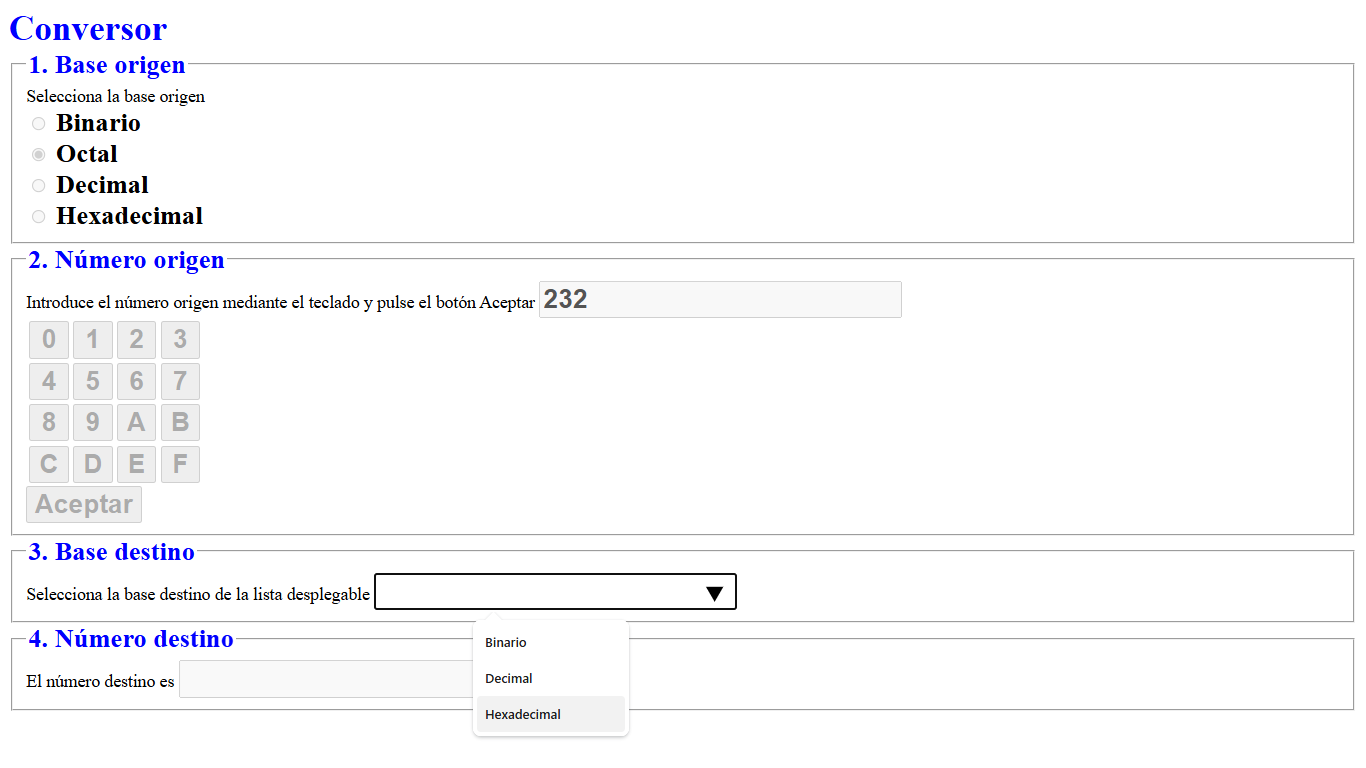 Conversor
1. Base origen
Selecciona la base origen
Binario
Octal
Decimal
Hexadecimal
2. Número origen
Introduce el número origen mediante el teclado y pulse el botón Aceptar 232
0 1 2 3
4 5 6 7
8 9 A B
C D E F
Aceptar
3. Base destino
Selecciona la base destino de la lista desplegable
Binario
Decimal
Hexadecimal
4. Número destino
El número destino es